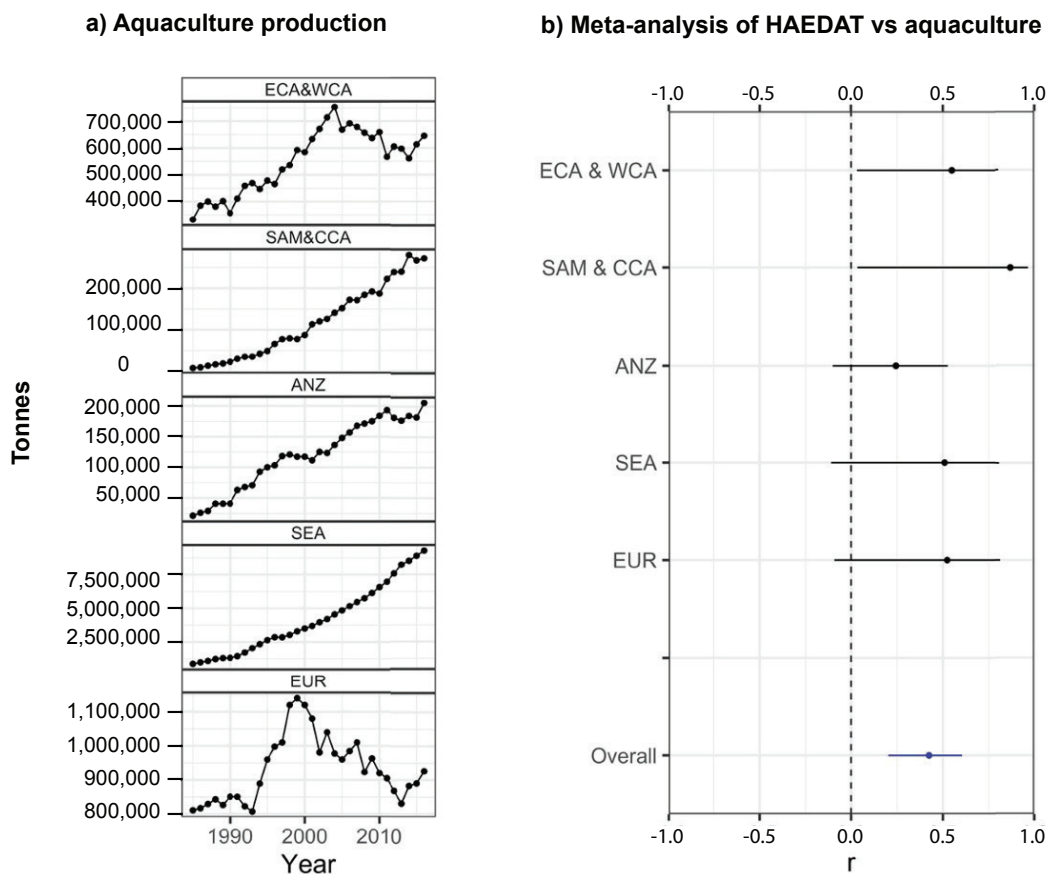 a) Aquaculture production
Tonnes
ECA&WCA
700,000
600,000
500,000
400,000
SAM&CCA
200,000
100,000
0
ANZ
200,000
150,000
100,000
50,000
SEA
7,500,000
5,000,000
2,500,000
EUR
1,100,000
1,000,000
900,000
800,000
1990 2000 2010
Year
b) Meta-analysis of HAEDAT vs aquaculture
-1.0 -0.5 0.0 0.5 1.0
ECA & WCA
SAM & CCA
ANZ
SEA
EUR
Overall
-1.0 -0.5 0.0 0.5 1.0
r